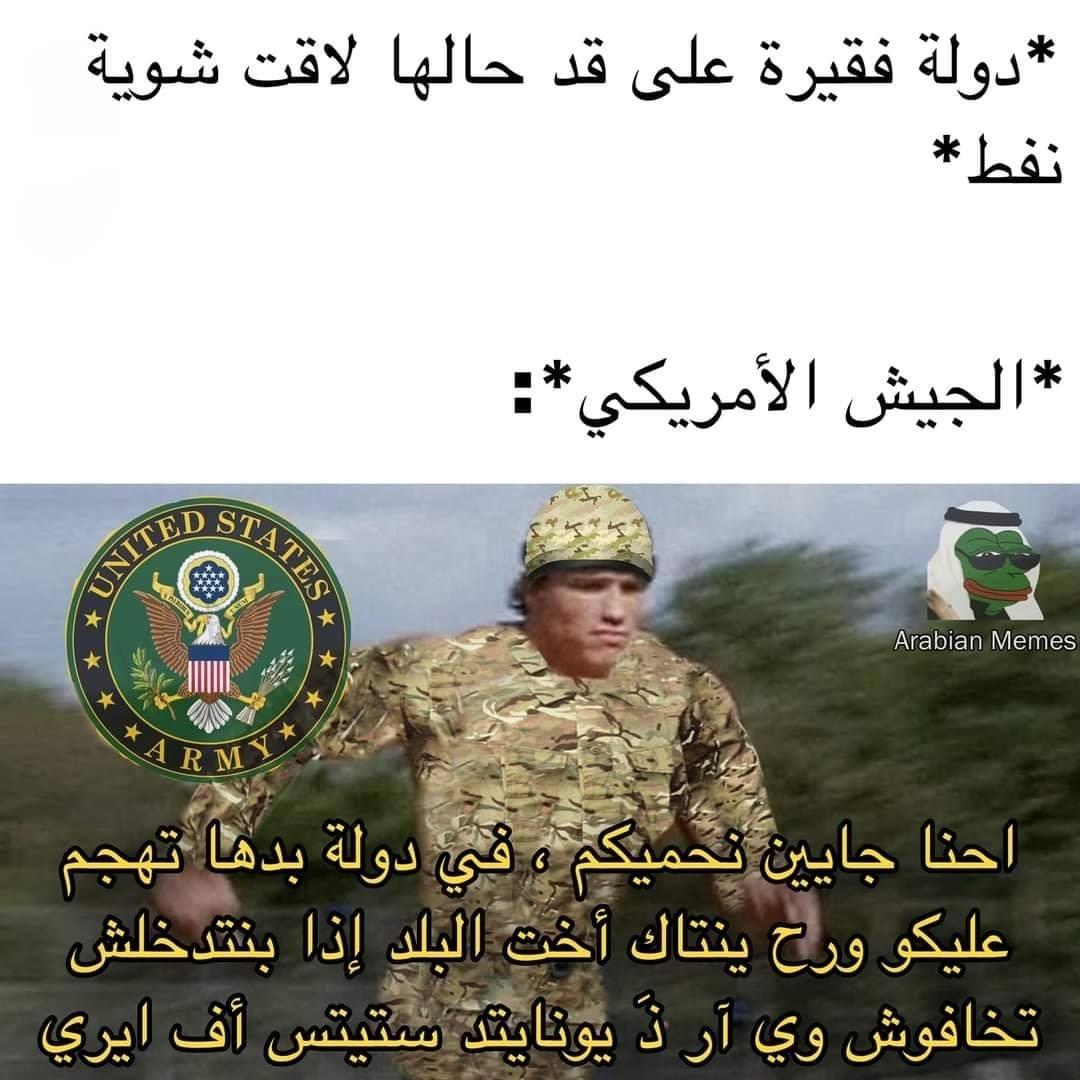 *دولة فقيرة على قد حالها لاقت شوية
نفط*
*الجيش الأمريكي*:
UNITED STATES
ARMY
Arabian Memes
احنا جايين نحميكم ، في دولة بدها تهجم
عليكو ورح ينتاك أخت البلد إذا بنتدخلش
تخافوش وي آر ذَ يونايتد ستيتس أف ايري